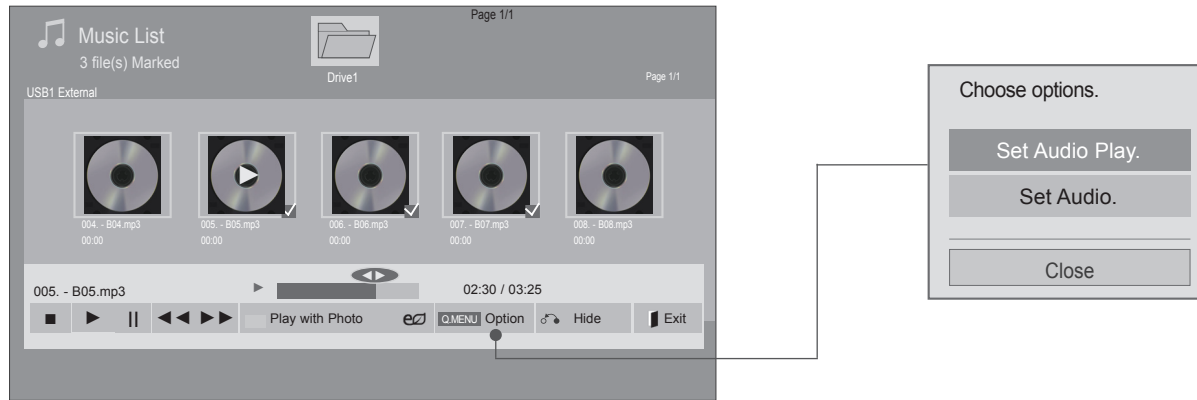 Page 1/1
Music List
3 file(s) Marked
Drive1
Page 1/1
USB1 External
004. - B04.mp3
00:00
005. - B05.mp3
00:00
006. - B06.mp3
00:00
007. - B07.mp3
00:00
008. - B08.mp3
00:00
005. - B05.mp3
02:30 / 03:25
Play with Photo
Q.MENU Option
Hide
Exit
Choose options.
Set Audio Play.
Set Audio.
Close